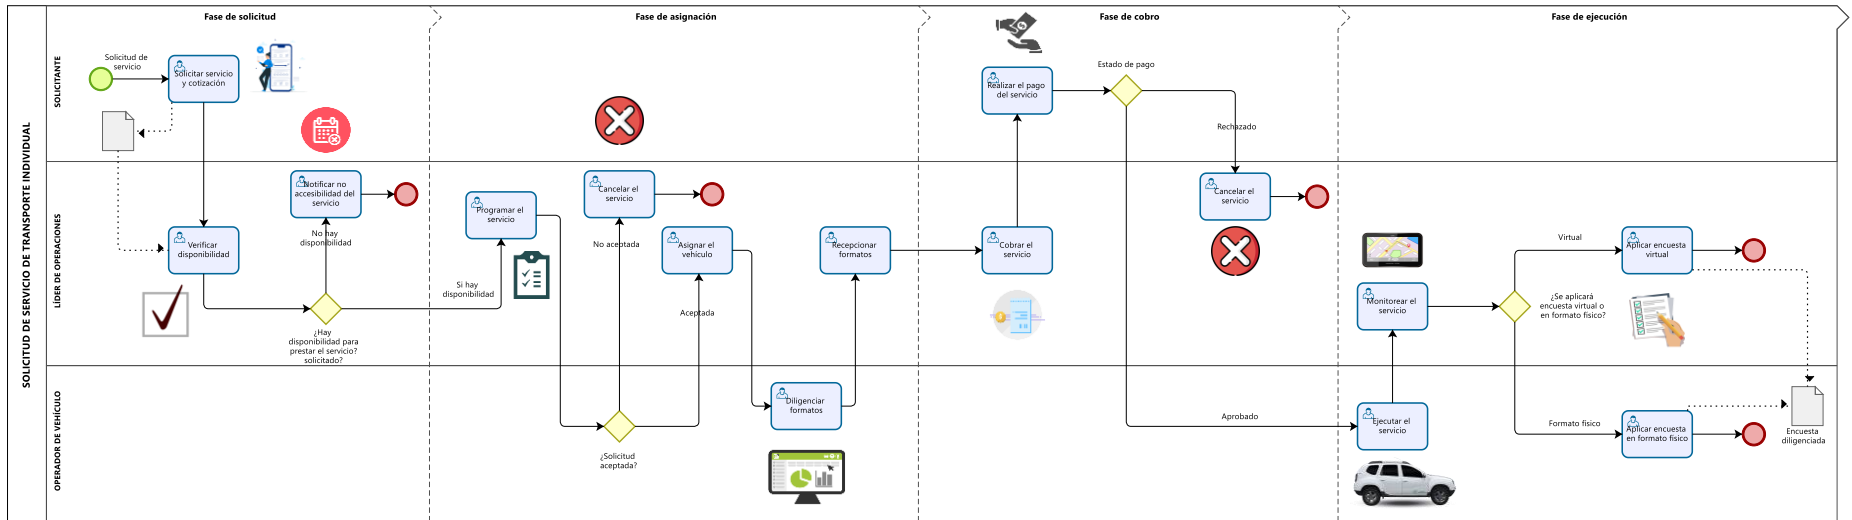 Fase de solicitud
Fase de asignación
Fase de cobro
Fase de ejecución
SOLICITUD DE SERVICIO DE TRANSPORTE INDIVIDUAL
SOLICITANTE
Solicitud de
servicio
Solicitar servicio
y cotización
Realizar el pago
del servicio
Estado de pago
Rechazado
LÍDER DE OPERACIONES
Notificar no
accesibilidad del
servicio
No hay
disponibilidad
Verificar
disponibilidad
¿Hay
disponibilidad para
prestar el servicio?
solicitado?
Si hay
disponibilidad
Programar el
servicio
Cancelar el
servicio
No aceptada
Asignar el
vehículo
Aceptada
Recepcionar
formatos
Cobrar el
servicio
Cancelar el
servicio
Monitorear el
servicio
Virtual
¿Se aplicará
encuesta virtual o
en formato físico?
Aplicar encuesta
virtual
OPERADOR DE VEHÍCULO
¿Solicitud
aceptada?
Diligenciar
formatos
Aprobado
Ejecutar el
servicio
Formato físico
Aplicar encuesta
en formato físico
Encuesta
diligenciada